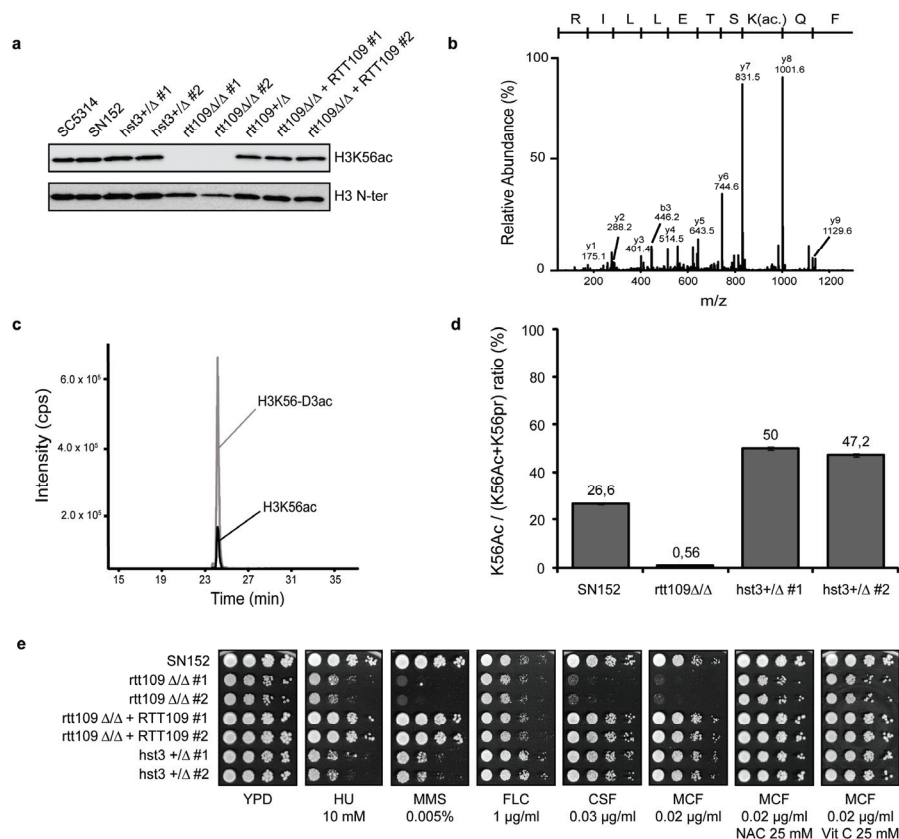 a
SC5314
SN152
hst3+/Δ #1
hst3+/Δ #2
rtt109Δ/Δ #1
rtt109Δ/Δ #2
rtt109+/Δ
rtt109Δ/Δ + RTT109 #1
rtt109Δ/Δ + RTT109 #2
H3K56ac
H3 N-ter
b
R I L L E T S K(ac.) Q F
Relative Abundance (%)
100
50
0
y1
175.1
y2
288.2
y3
401.4
b3
446.2
y4
514.5
y5
643.5
y6
744.6
y7
831.5
y8
1001.6
y9
1129.6
200 400 600 800 1000 1200
m/z
c
Intensity (cps)
6.0 x 10⁵
4.0 x 10⁵
2.0 x 10⁵
H3K56-D3ac
H3K56ac
15 19 23 27 31 35
Time (min)
d
K56Ac / (K56Ac+K56pr) ratio (%)
100
80
60
40
20
0
26,6
0,56
50
47,2
SN152 rtt109Δ/Δ hst3+/Δ #1 hst3+/Δ #2
e
SN152
rtt109 Δ/Δ #1
rtt109 Δ/Δ #2
rtt109 Δ/Δ + RTT109 #1
rtt109 Δ/Δ + RTT109 #2
hst3 +/Δ #1
hst3 +/Δ #2
YPD
HU
10 mM
MMS
0.005%
FLC
1 µg/ml
CSF
0.03 µg/ml
MCF
0.02 µg/ml
MCF
0.02 µg/ml
NAC 25 mM
MCF
0.02 µg/ml
Vit C 25 mM